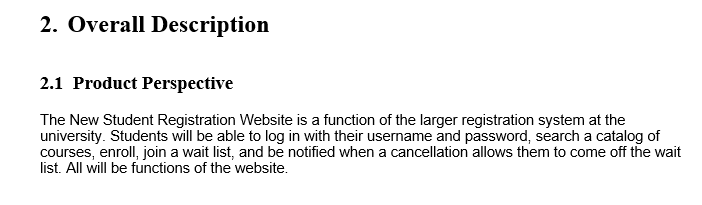 2. Overall Description
2.1 Product Perspective
The New Student Registration Website is a function of the larger registration system at the
university. Students will be able to log in with their username and password, search a catalog of
courses, enroll, join a wait list, and be notified when a cancellation allows them to come off the wait
list. All will be functions of the website.